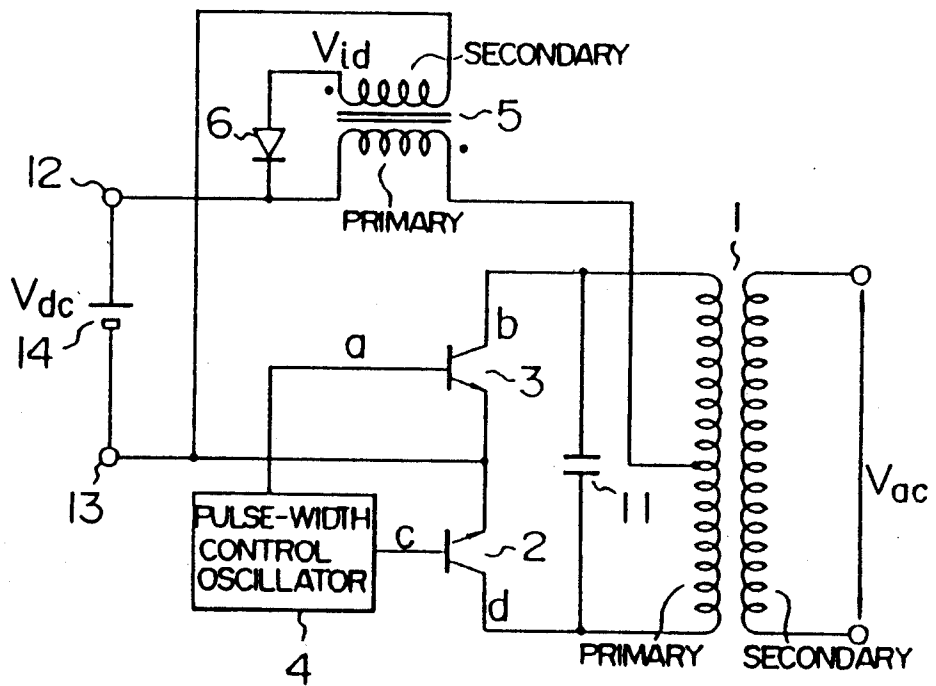 Vid
SECONDARY
5
6
12
PRIMARY
1
Vdc
14
a
b
3
13
11
Vac
PULSE-WIDTH
CONTROL
OSCILLATOR
c
2
d
4
PRIMARY
SECONDARY